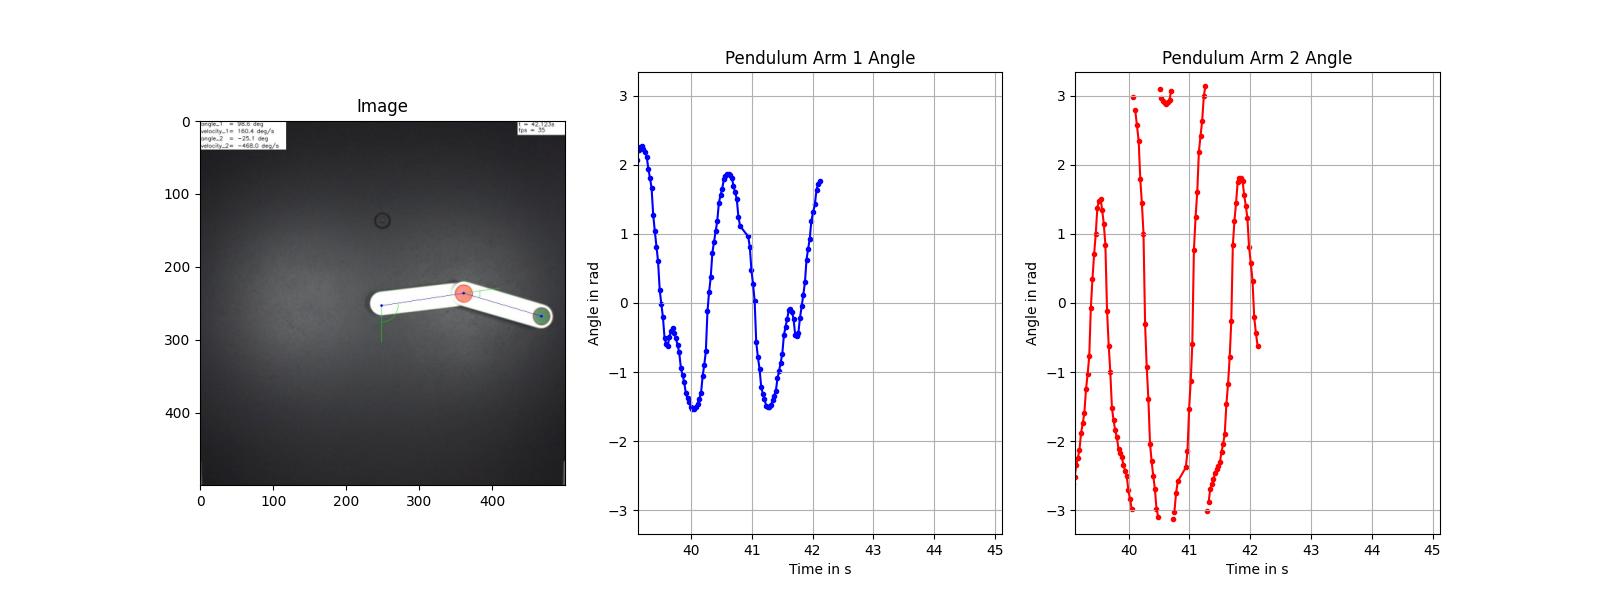 Image
angle_1 = 98.6 deg
velocity_1= 160.4 deg/s
angle_2 = -25.1 deg
velocity_2= -468.0 deg/s
t = 42.123s
fps = 35
0
100
200
300
400
0 100 200 300 400
Pendulum Arm 1 Angle
Angle in rad
3
2
1
0
−1
−2
−3
40 41 42 43 44 45
Time in s
Pendulum Arm 2 Angle
Angle in rad
3
2
1
0
−1
−2
−3
40 41 42 43 44 45
Time in s